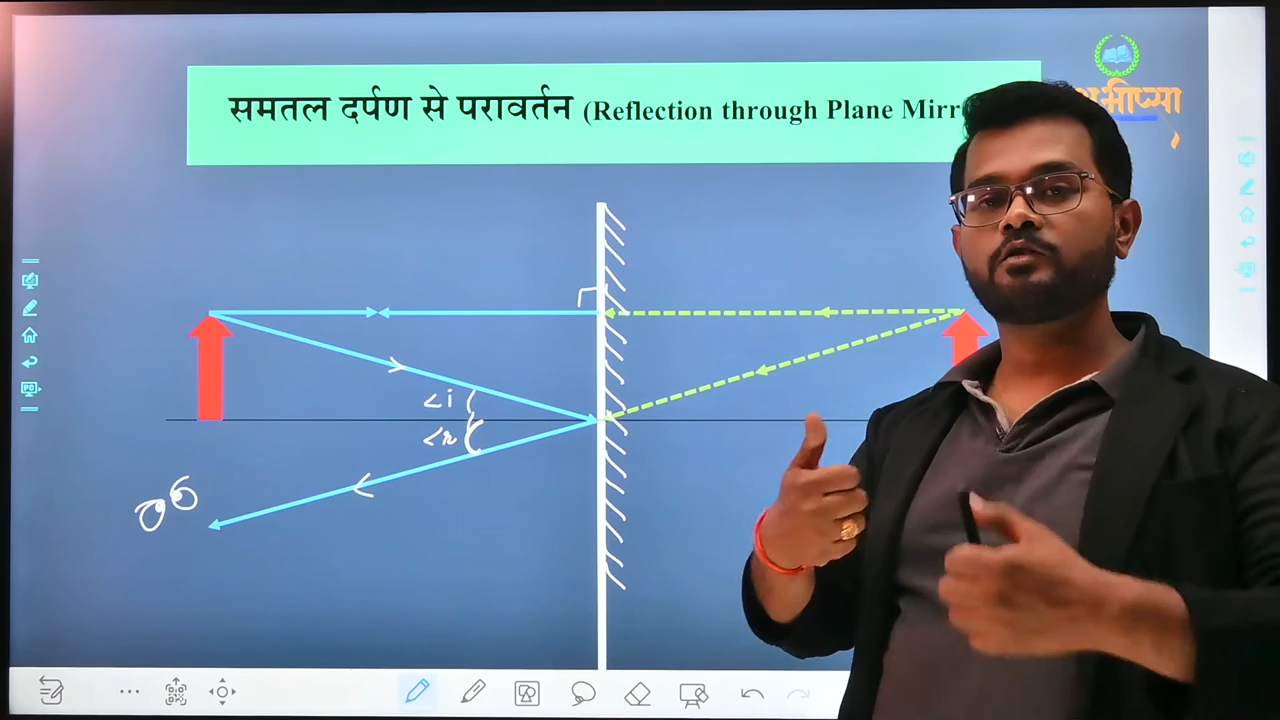 समतल दर्पण से परावर्तन (Reflection through Plane Mirr
<i
<r